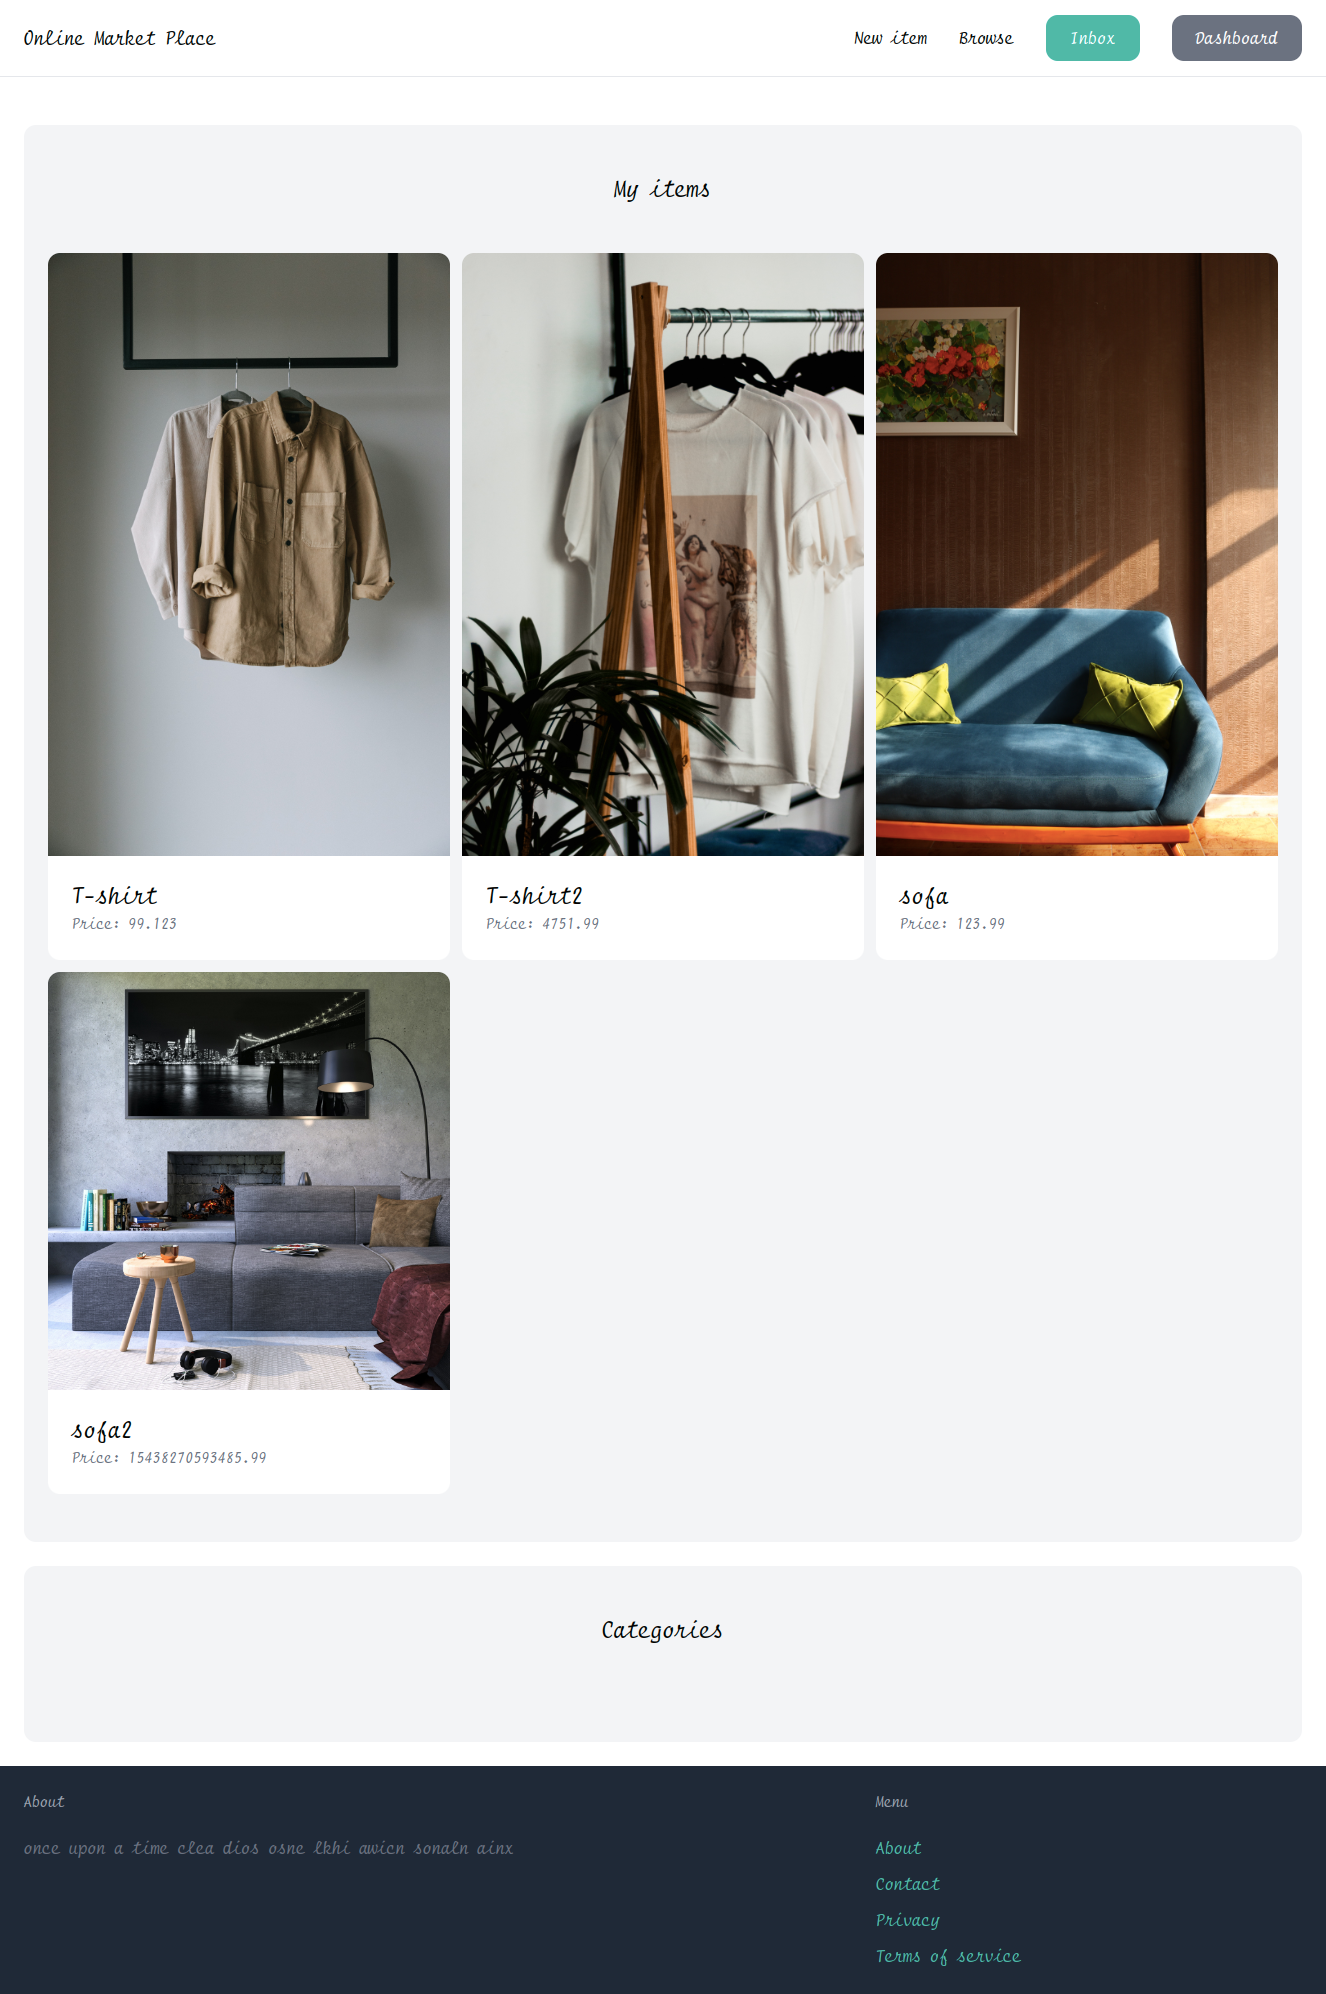 Online Market Place
New item
Browse
Inbox
Dashboard
My items
T-shirt
Price: 99.123
T-shirt2
Price: 4751.99
sofa
Price: 123.99
sofa2
Price: 15438270593485.99
Categories
About
once upon a time clea dios osne lkhi awicn sonaln ainx
Menu
About
Contact
Privacy
Terms of service